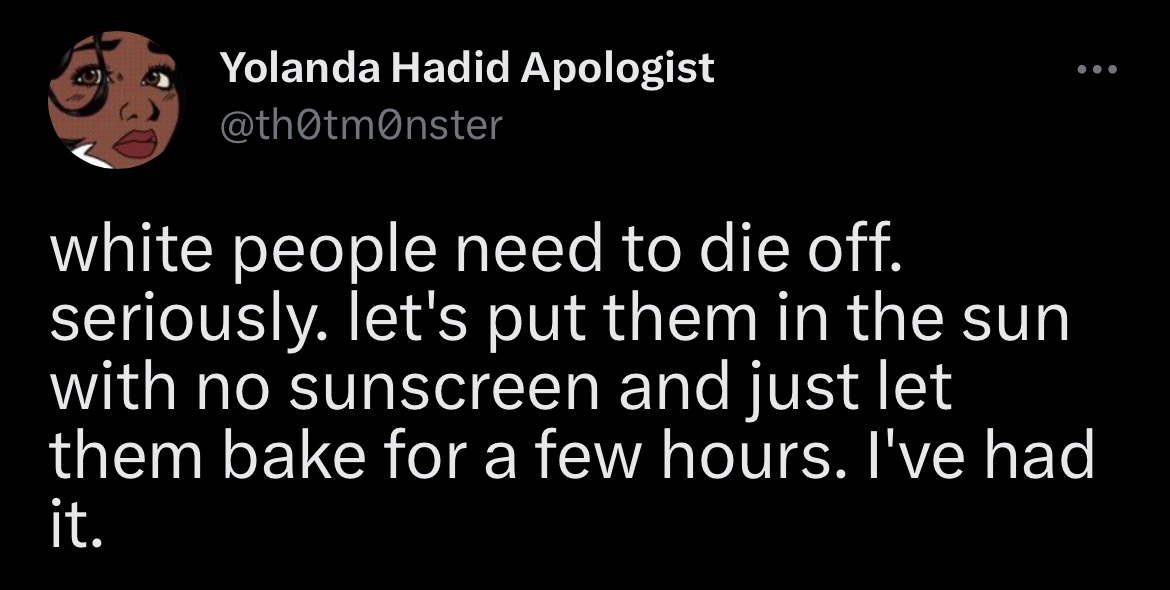 Yolanda Hadid Apologist
@th0tm0nster
white people need to die off.
seriously. let's put them in the sun
with no sunscreen and just let
them bake for a few hours. I've had
it.